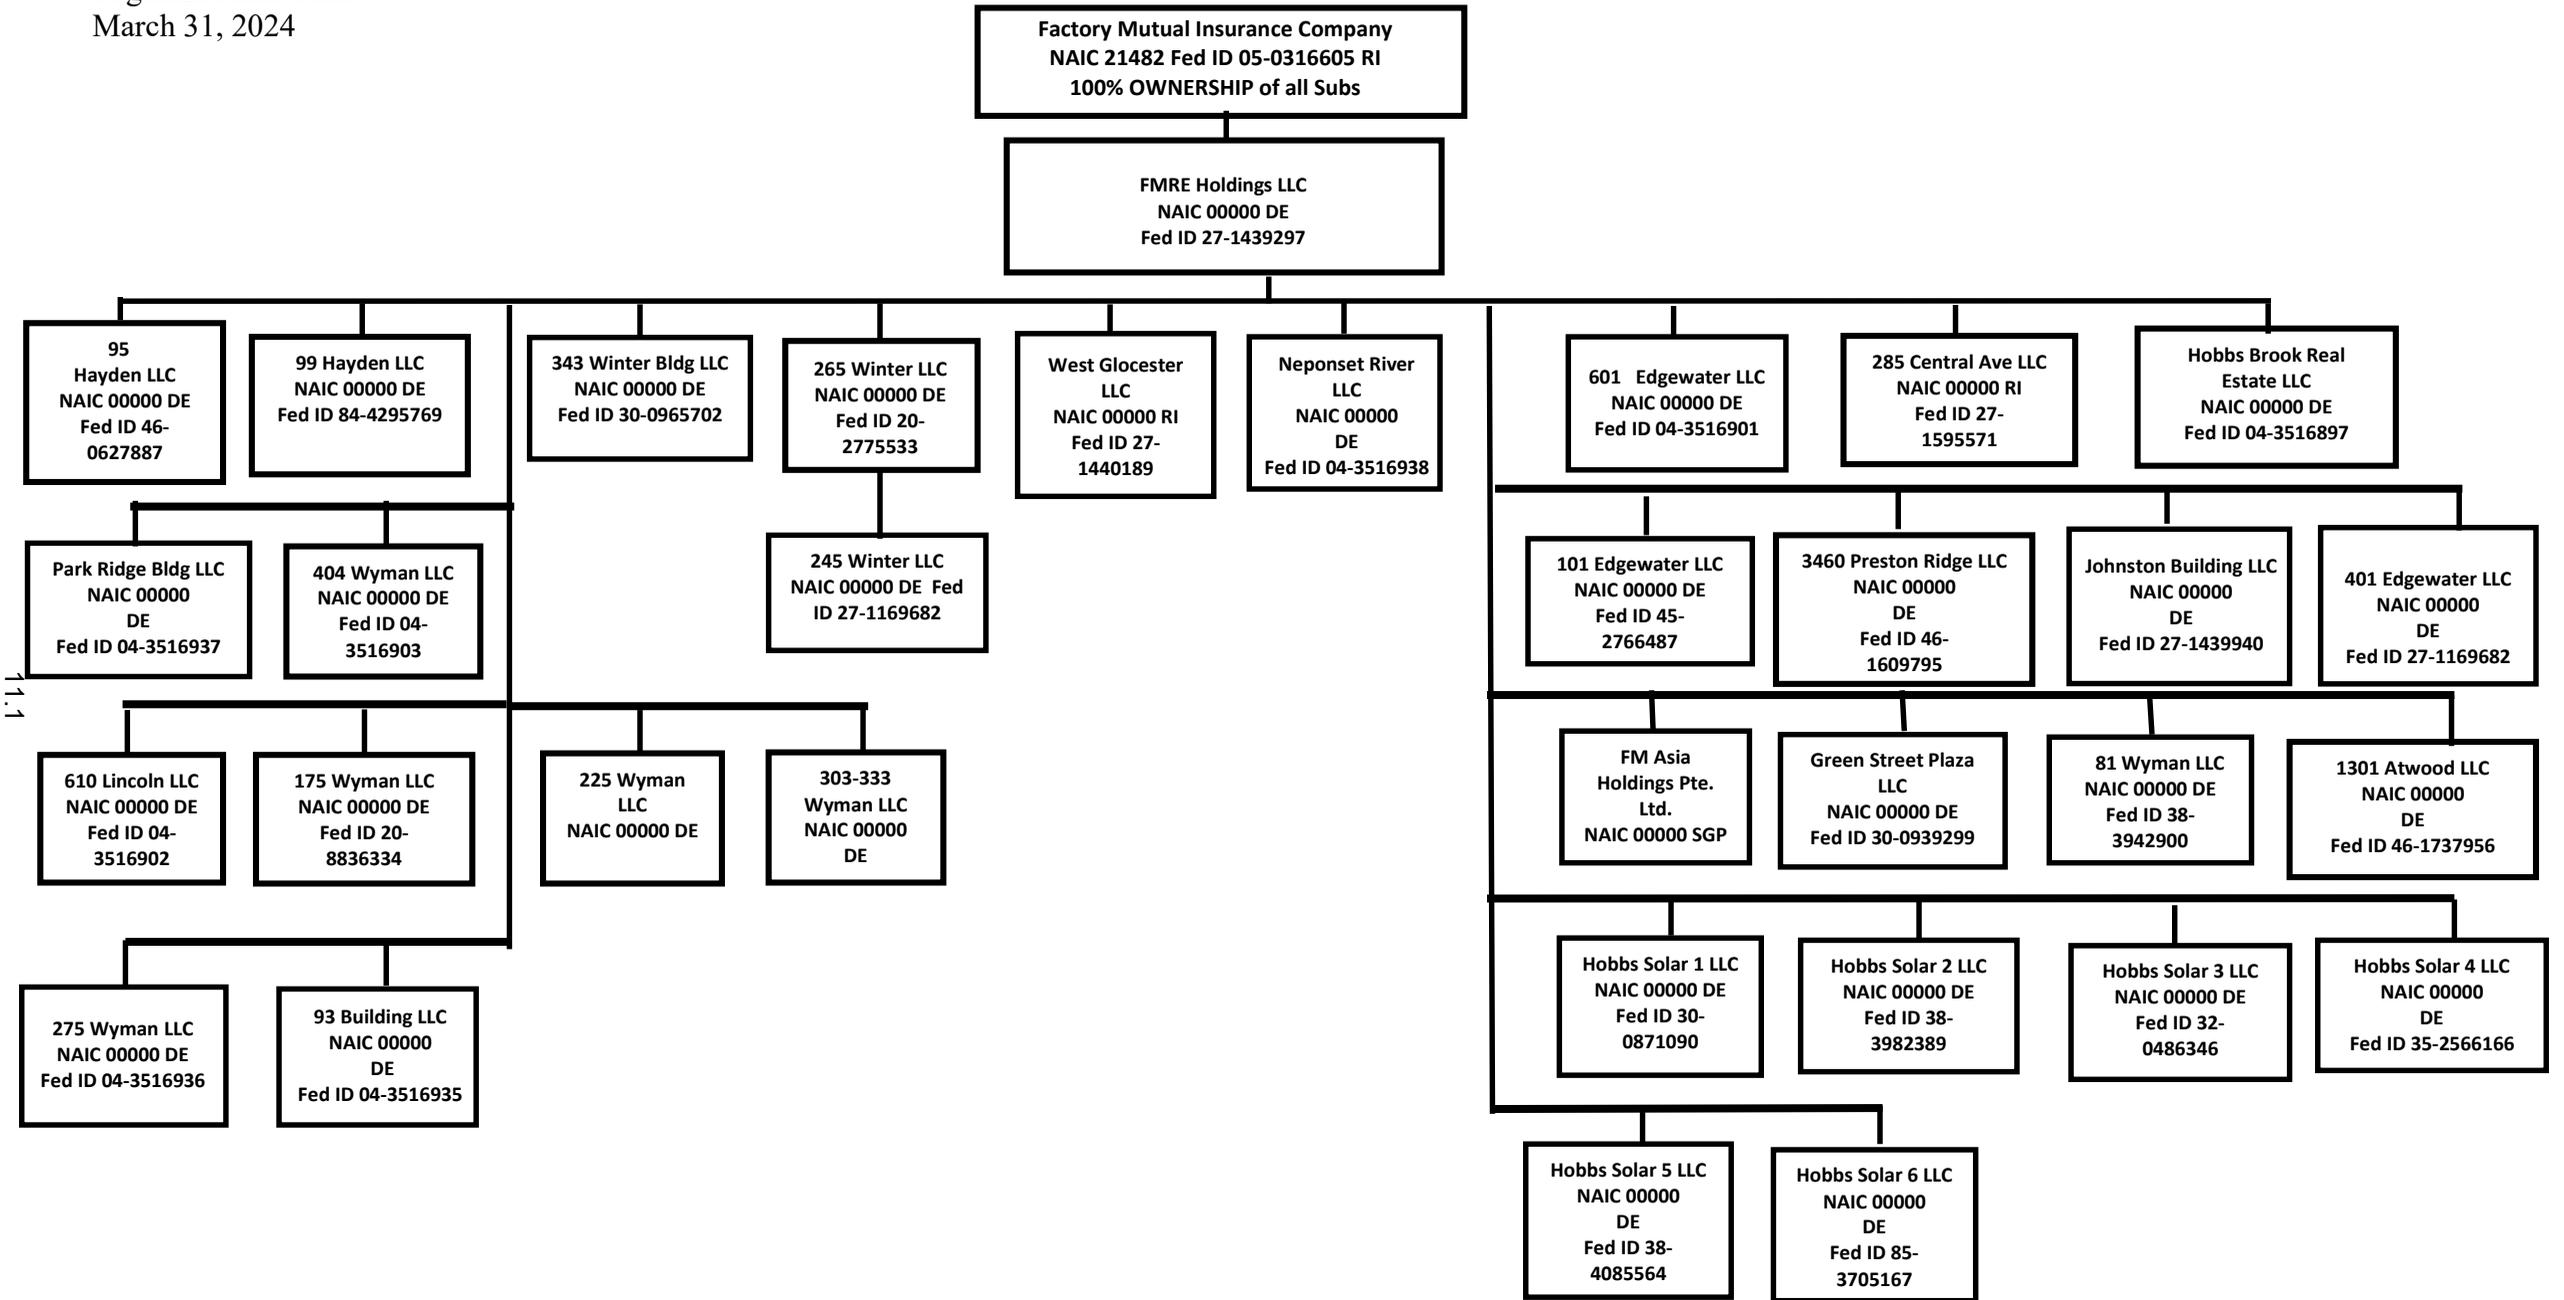 March 31, 2024
Factory Mutual Insurance Company
NAIC 21482 Fed ID 05-0316605 RI
100% OWNERSHIP of all Subs
FMRE Holdings LLC
NAIC 00000 DE
Fed ID 27-1439297
95
Hayden LLC
NAIC 00000 DE
Fed ID 46-
0627887
99 Hayden LLC
NAIC 00000 DE
Fed ID 84-4295769
343 Winter Bldg LLC
NAIC 00000 DE
Fed ID 30-0965702
265 Winter LLC
NAIC 00000 DE
Fed ID 20-
2775533
West Glocester
LLC
NAIC 00000 RI
Fed ID 27-
1440189
Neponset River
LLC
NAIC 00000
DE
Fed ID 04-3516938
601 Edgewater LLC
NAIC 00000 DE
Fed ID 04-3516901
285 Central Ave LLC
NAIC 00000 RI
Fed ID 27-
1595571
Hobbs Brook Real
Estate LLC
NAIC 00000 DE
Fed ID 04-3516897
Park Ridge Bldg LLC
NAIC 00000
DE
Fed ID 04-3516937
404 Wyman LLC
NAIC 00000 DE
Fed ID 04-
3516903
245 Winter LLC
NAIC 00000 DE Fed
ID 27-1169682
101 Edgewater LLC
NAIC 00000 DE
Fed ID 45-
2766487
3460 Preston Ridge LLC
NAIC 00000
DE
Fed ID 46-
1609795
Johnston Building LLC
NAIC 00000
DE
Fed ID 27-1439940
401 Edgewater LLC
NAIC 00000
DE
Fed ID 27-1169682
11.1
610 Lincoln LLC
NAIC 00000 DE
Fed ID 04-
3516902
175 Wyman LLC
NAIC 00000 DE
Fed ID 20-
8836334
225 Wyman
LLC
NAIC 00000 DE
303-333
Wyman LLC
NAIC 00000
DE
FM Asia
Holdings Pte.
Ltd.
NAIC 00000 SGP
Green Street Plaza
LLC
NAIC 00000 DE
Fed ID 30-0939299
81 Wyman LLC
NAIC 00000 DE
Fed ID 38-
3942900
1301 Atwood LLC
NAIC 00000
DE
Fed ID 46-1737956
275 Wyman LLC
NAIC 00000 DE
Fed ID 04-3516936
93 Building LLC
NAIC 00000
DE
Fed ID 04-3516935
Hobbs Solar 1 LLC
NAIC 00000 DE
Fed ID 30-
0871090
Hobbs Solar 2 LLC
NAIC 00000 DE
Fed ID 38-
3982389
Hobbs Solar 3 LLC
NAIC 00000 DE
Fed ID 32-
0486346
Hobbs Solar 4 LLC
NAIC 00000
DE
Fed ID 35-2566166
Hobbs Solar 5 LLC
NAIC 00000
DE
Fed ID 38-
4085564
Hobbs Solar 6 LLC
NAIC 00000
DE
Fed ID 85-
3705167